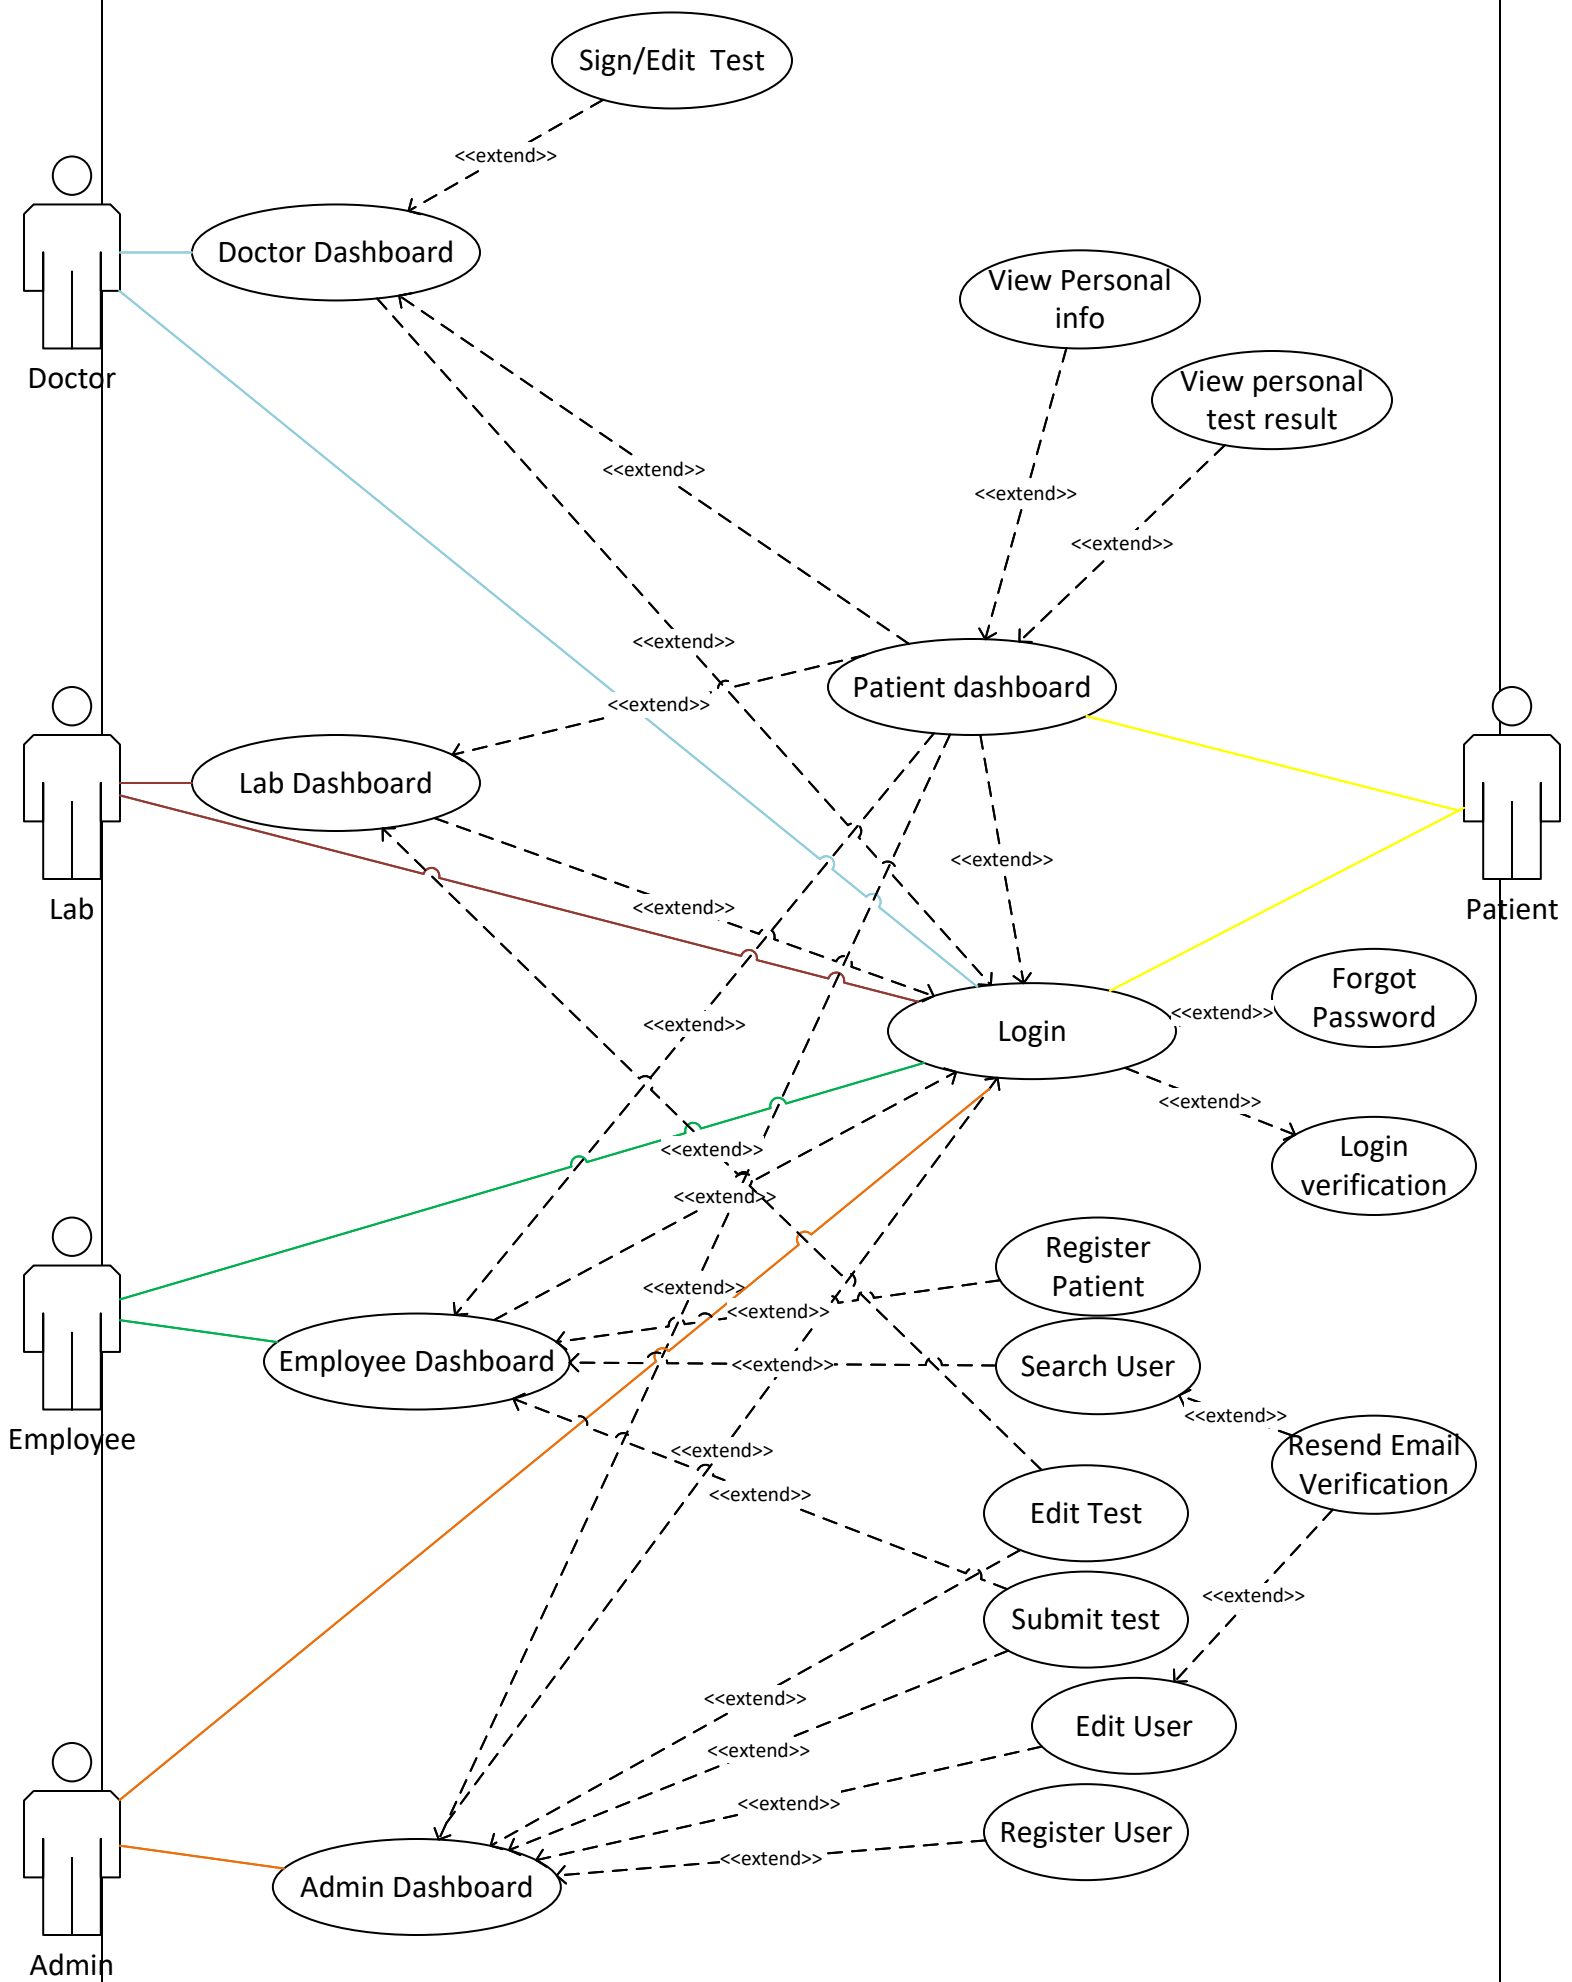 Sign/Edit  Test
<<extend>>
Doctor Dashboard
View Personal
info
Doctor
View personal
test result
<<extend>>
<<extend>>
<<extend>>
<<extend>>
Patient dashboard
<<extend>>
Lab Dashboard
<<extend>>
Lab
<<extend>>
Patient
Forgot
Password
<<extend>>
<<extend>>
Login
<<extend>>
Login
verification
<<extend>>
<<extend>>
Register
Patient
<<extend>>
<<extend>>
Employee Dashboard
<<extend>>
Search User
<<extend>>
Employee
Resend Email
Verification
<<extend>>
<<extend>>
Edit Test
<<extend>>
Submit test
<<extend>>
Edit User
<<extend>>
<<extend>>
Register User
<<extend>>
Admin Dashboard
Admin